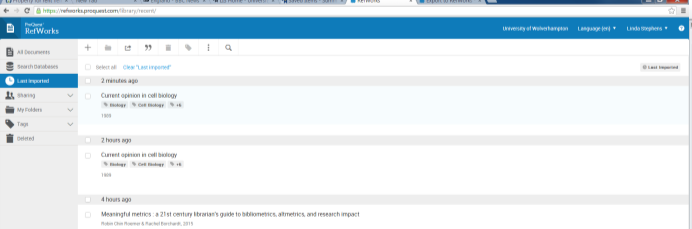 https://refworks.proquest.com/library/recent/
ProQuest
RefWorks
University of Wolverhampton
Language (en)
Linda Stephens
All Documents
Search Databases
Last Imported
Sharing
My Folders
Tags
Deleted
Select all
Clear "Last Imported"
Last Imported
2 minutes ago
Current opinion in cell biology
Biology
Cell Biology
+6
1989
2 hours ago
Current opinion in cell biology
Biology
Cell Biology
+6
1989
4 hours ago
Meaningful metrics : a 21st century librarian's guide to bibliometrics, altmetrics, and research impact
Robin Chin Roemer & Rachel Borchardt, 2015